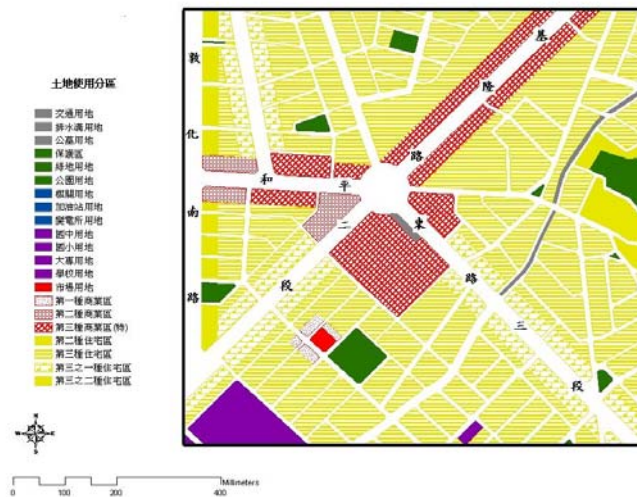 土地使用分區
交通用地
排水溝用地
公墓用地
保護區
綠地用地
公園用地
機關用地
加油站用地
變電所用地
國中用地
國小用地
大專用地
學校用地
市場用地
第一種商業區
第二種商業區
第三種商業區(特)
第二種住宅區
第三種住宅區
第三之一種住宅區
第三之二種住宅區
敦化南路
基隆路
和平東路三段
二段
N
W E
S
0 100 200 400 Millimeters